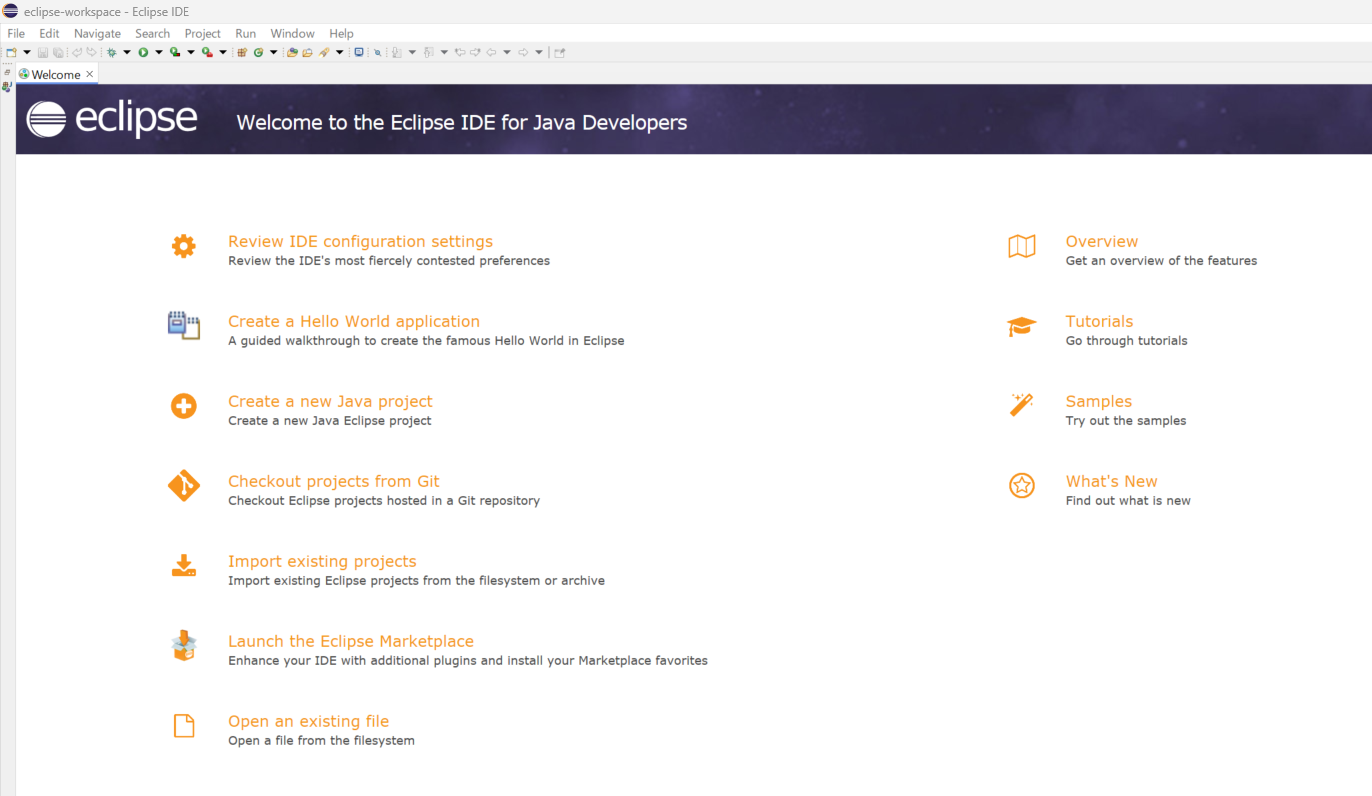 eclipse-workspace - Eclipse IDE
File Edit Navigate Search Project Run Window Help
Welcome
eclipse Welcome to the Eclipse IDE for Java Developers
Review IDE configuration settings
Review the IDE's most fiercely contested preferences
Create a Hello World application
A guided walkthrough to create the famous Hello World in Eclipse
Create a new Java project
Create a new Java Eclipse project
Checkout projects from Git
Checkout Eclipse projects hosted in a Git repository
Import existing projects
Import existing Eclipse projects from the filesystem or archive
Launch the Eclipse Marketplace
Enhance your IDE with additional plugins and install your Marketplace favorites
Open an existing file
Open a file from the filesystem
Overview
Get an overview of the features
Tutorials
Go through tutorials
Samples
Try out the samples
What's New
Find out what is new